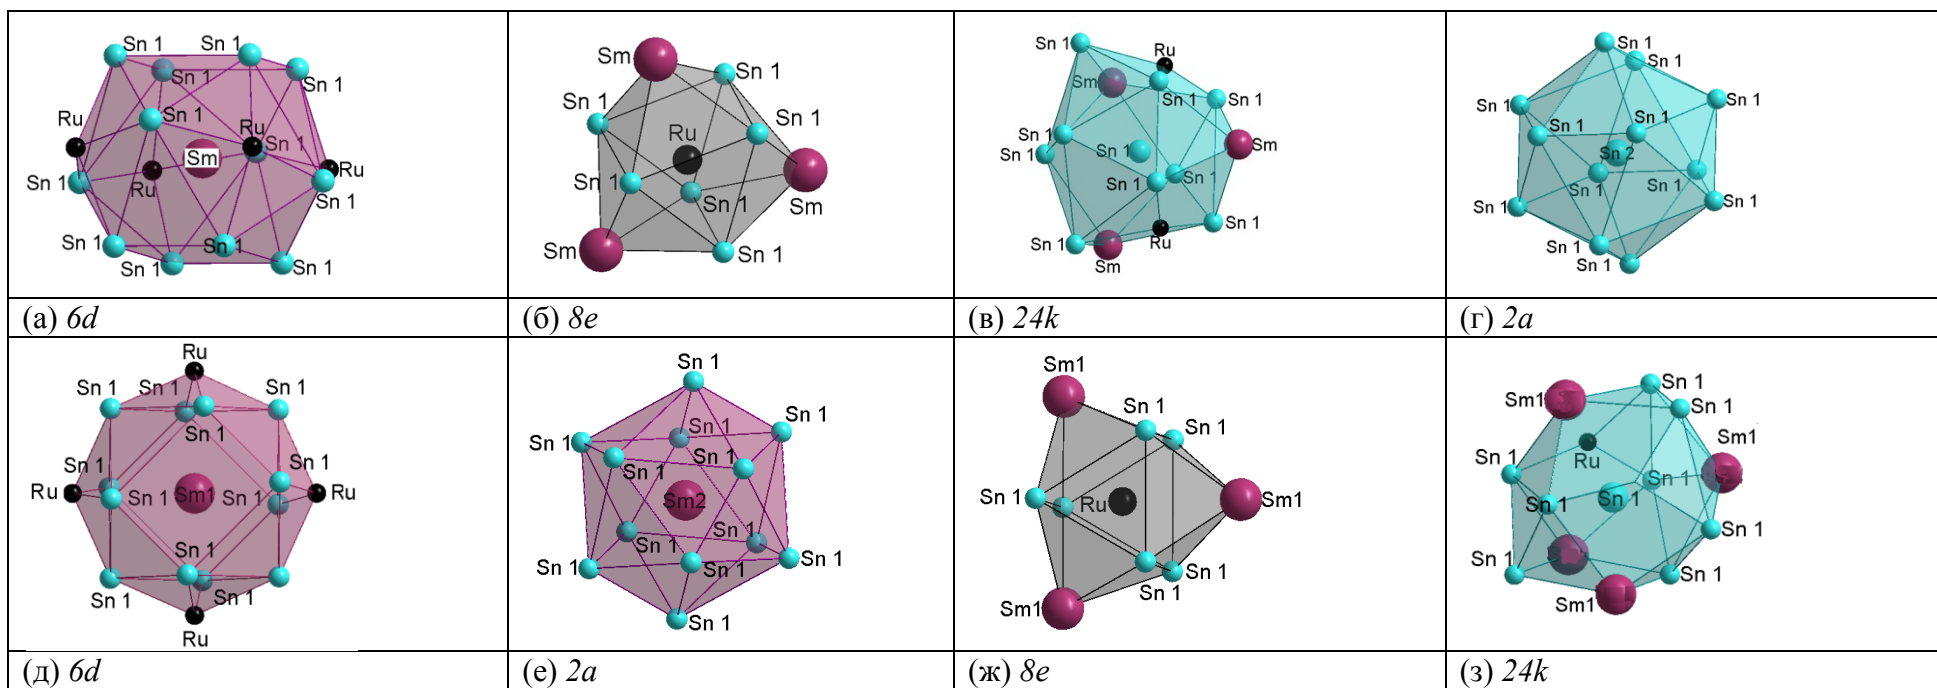 Sn 1
Sn 1
Sn 1
Sn 1
Sn 1
Ru
Ru
Sn 1
Sm
Ru
Ru
Sn 1
Sn 1
Sn 1
Sn 1
Sn 1
Sn 1
(а) 6d
Sm
Sn 1
Sn 1
Sn 1
Ru
Sn 1
Sn 1
Sm
Sm
Sn 1
(б) 8e
Sn 1
Ru
Sm
Sn 1
Sn 1
Sn 1
Sn 1
Sn 1
Sm
Sn 1
Sn 1
Sn 1
Sn 1
Ru
Sm
(в) 24k
Sn 1
Sn 1
Sn 1
Sn 1
Sn 1
Sn 1
Sn 2
Sn 1
Sn 1
Sn 1
Sn 1
Sn 1
Sn 1
(г) 2a
Ru
Sn 1
Sn 1
Sn 1
Sn 1
Sn 1
Sn 1
Ru
Sn 1
Sm1
Sn 1
Ru
Sn 1
Sn 1
Sn 1
Sn 1
Ru
(д) 6d
Sn 1
Sn 1
Sn 1
Sn 1
Sn 1
Sn 1
Sm2
Sn 1
Sn 1
Sn 1
Sn 1
Sn 1
(е) 2a
Sm1
Sn 1
Sn 1
Sn 1
Ru
Sm1
Sn 1
Sn 1
Sm1
(ж) 8e
Sn 1
Sm1
Sn 1
Sm1
Ru
Sn 1
Sn 1
Sn 1
Sn 1
Sn 1
Sn 1
Sn 1
Sm1
(з) 24k